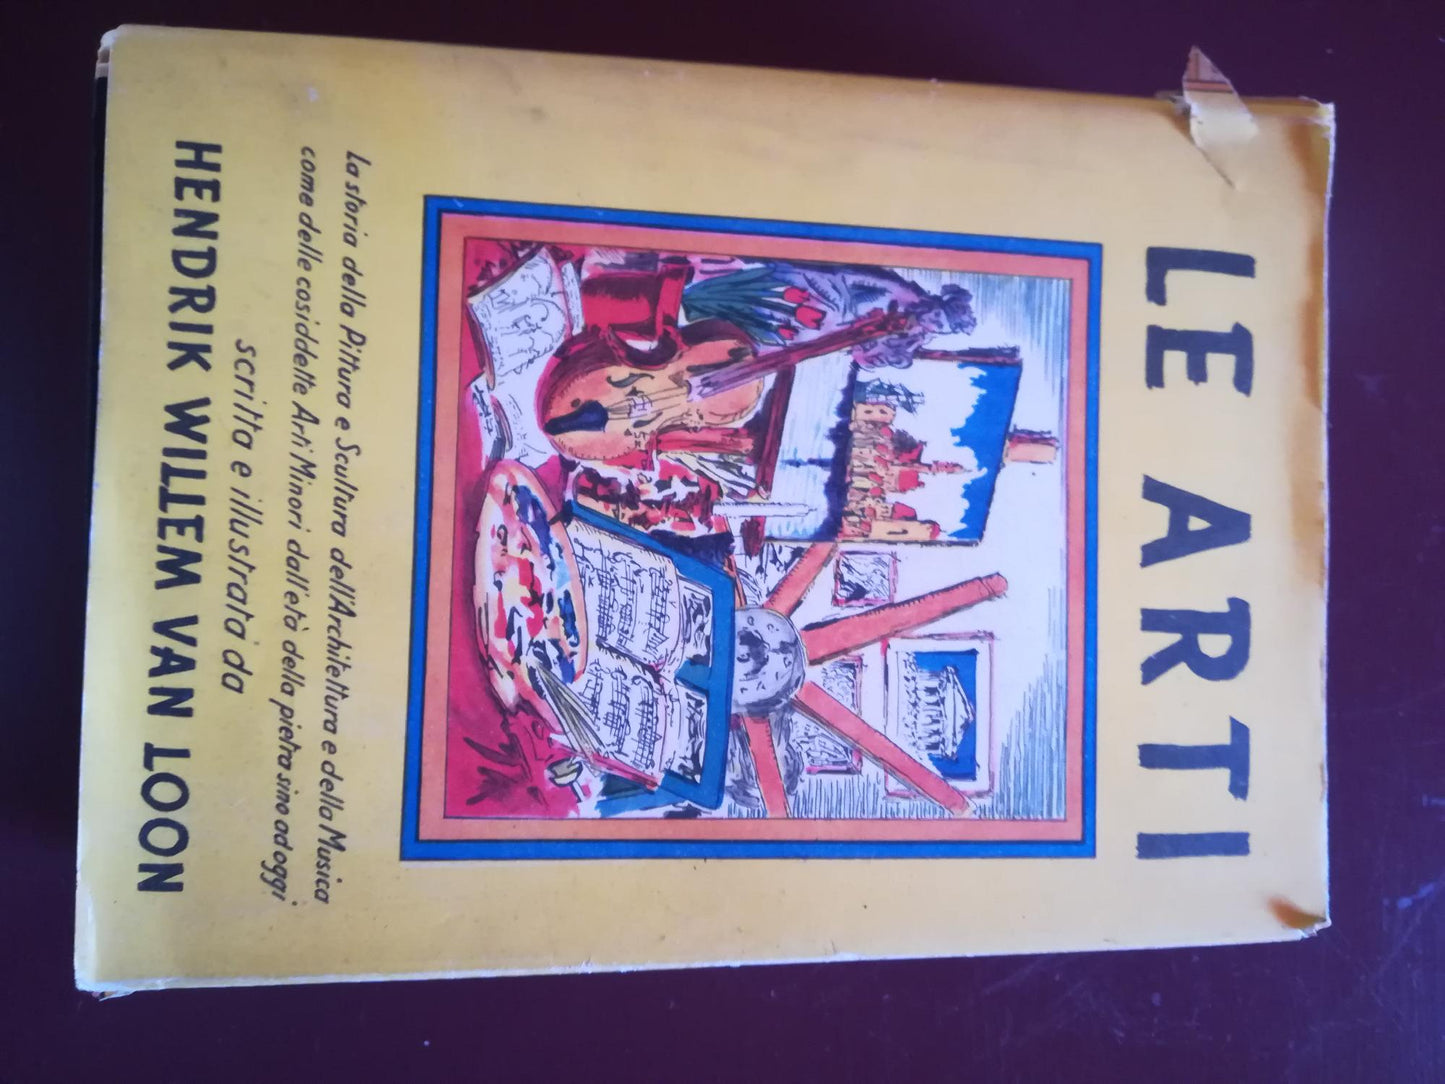 LE ARTI
La storia della Pittura e Scultura dell'Architettura e della Musica
come delle cosiddette Arti Minori dall'età della pietra sino ad oggi
scritta e illustrata da
HENDRIK WILLEM VAN LOON